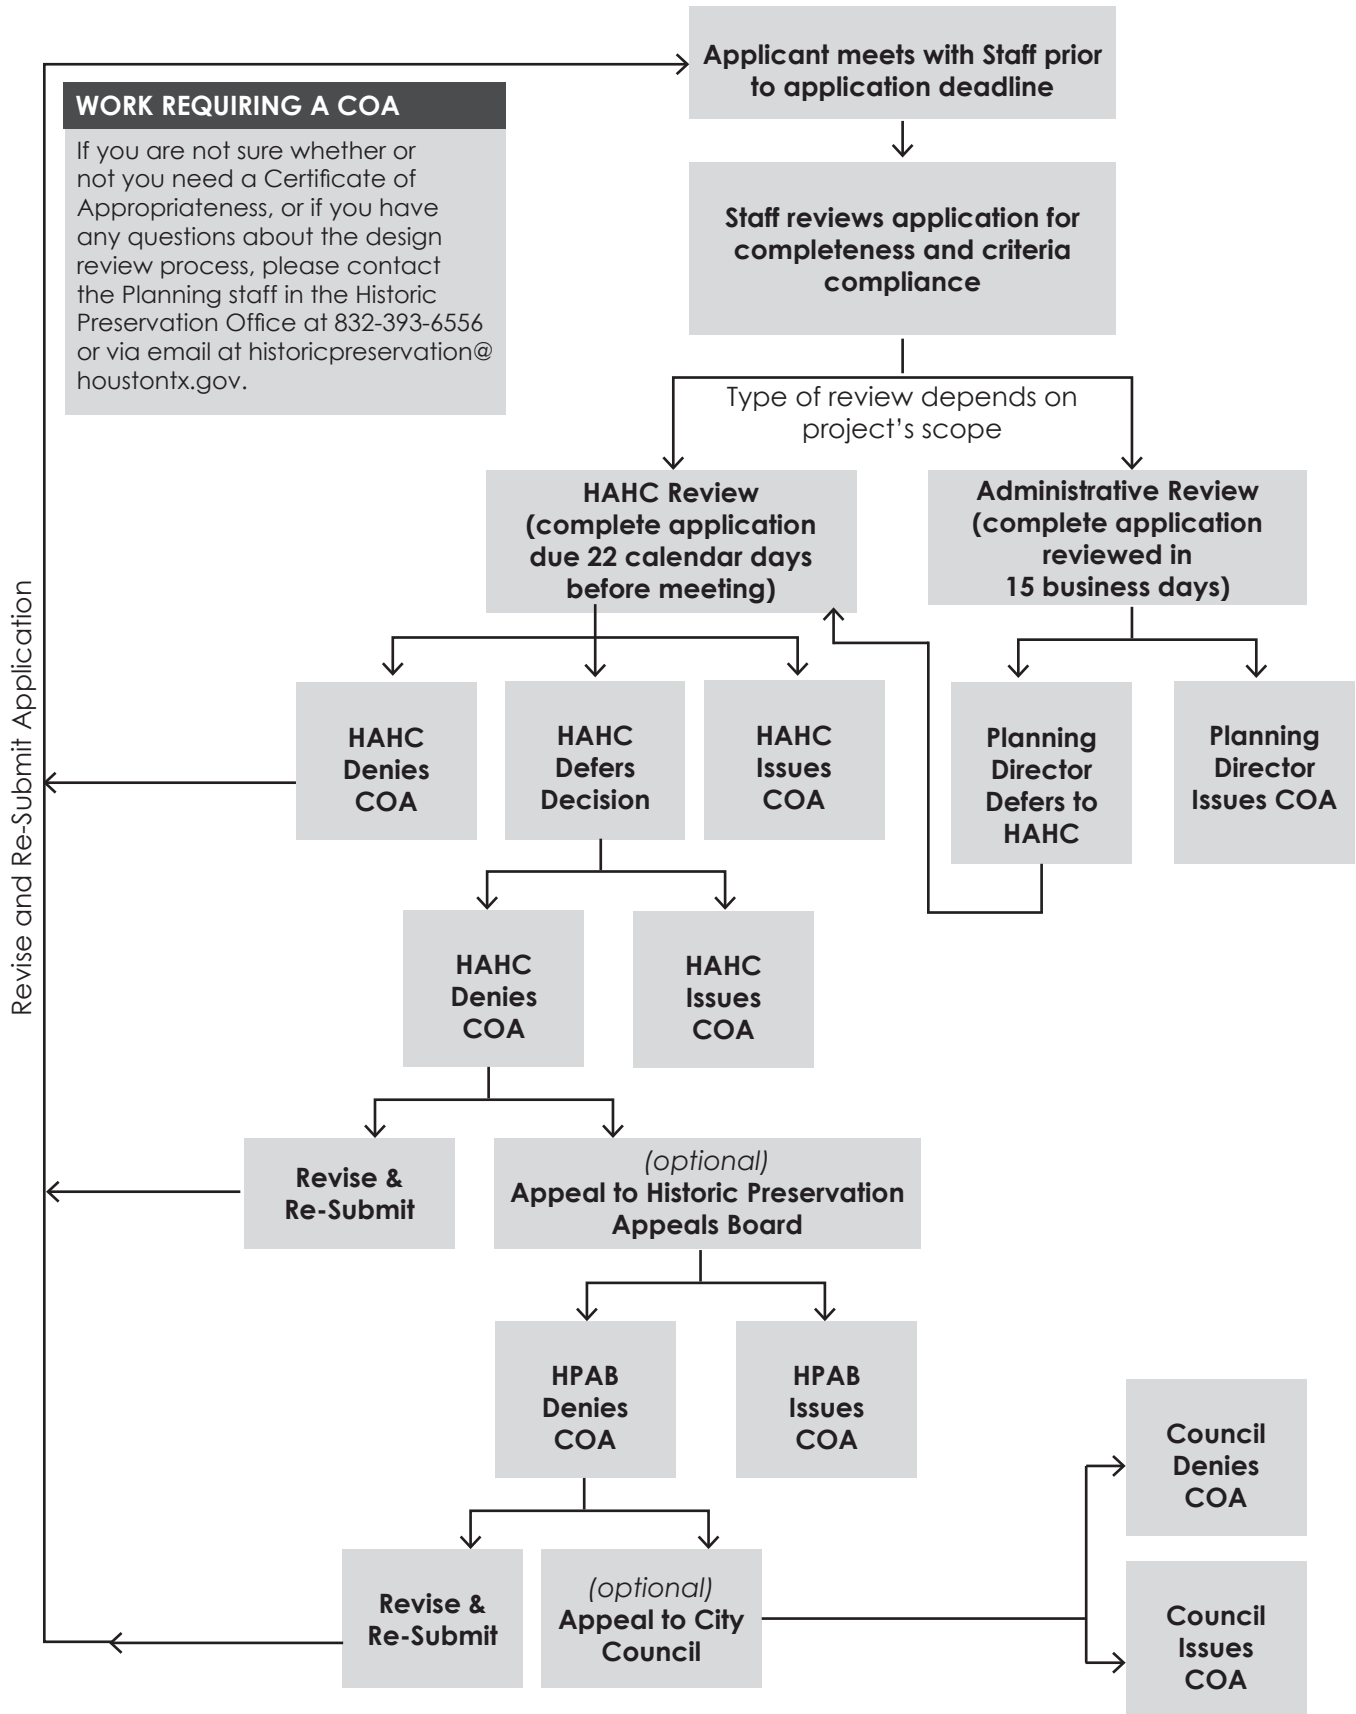 Applicant meets with Staff prior
to application deadline
WORK REQUIRING A COA
If you are not sure whether or
not you need a Certificate of
Appropriateness, or if you have
any questions about the design
review process, please contact
the Planning staff in the Historic
Preservation Office at 832-393-6556
or via email at historicpreservation@
houstontx.gov.
Staff reviews application for
completeness and criteria
compliance
Type of review depends on
project’s scope
HAHC Review
(complete application
due 22 calendar days
before meeting)
Administrative Review
(complete application
reviewed in
15 business days)
Revise and Re-Submit Application
HAHC
Denies
COA
HAHC
Defers
Decision
HAHC
Issues
COA
Planning
Director
Defers to
HAHC
Planning
Director
Issues COA
HAHC
Denies
COA
HAHC
Issues
COA
Revise &
Re-Submit
(optional)
Appeal to Historic Preservation
Appeals Board
HPAB
Denies
COA
HPAB
Issues
COA
Council
Denies
COA
Revise &
Re-Submit
(optional)
Appeal to City
Council
Council
Issues
COA